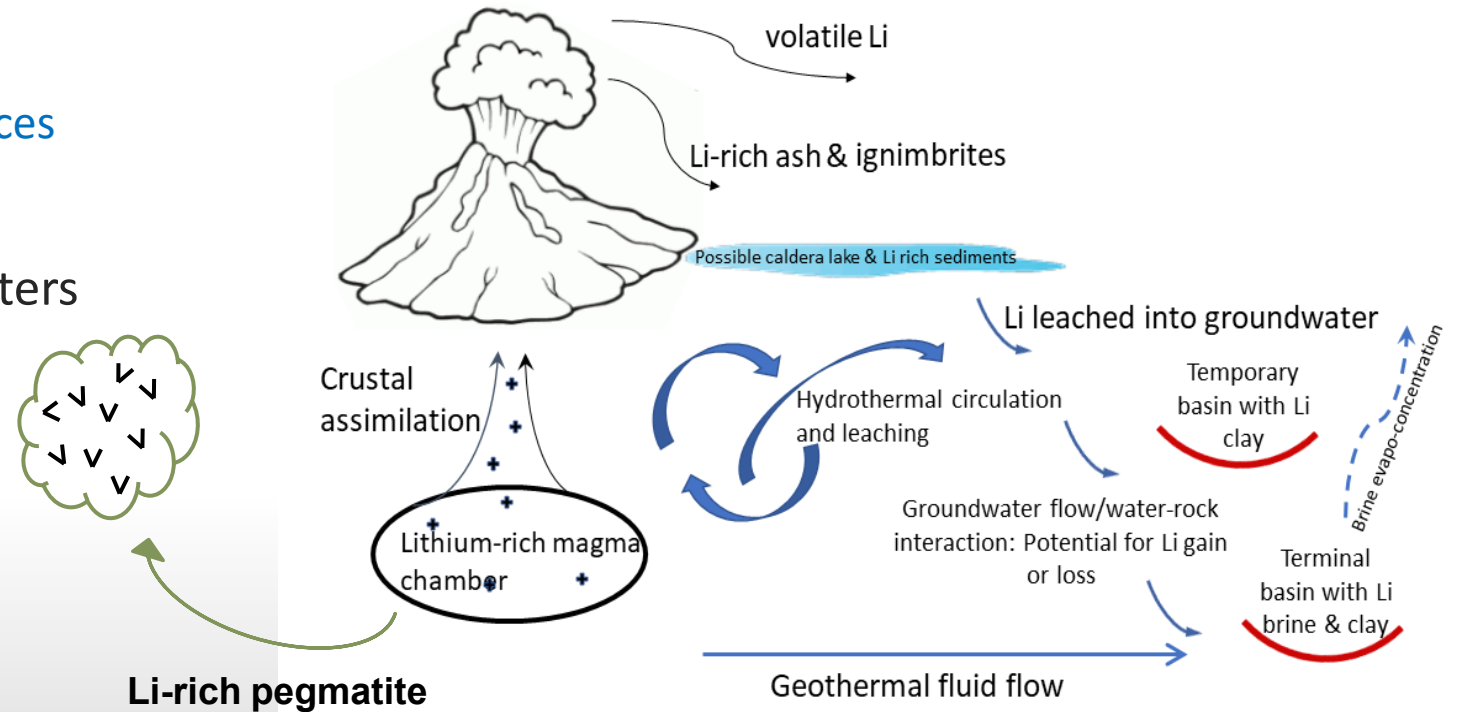 ces
ters
volatile Li
Li-rich ash & ignimbrites
Possible caldera lake & Li rich sediments
Li leached into groundwater
Crustal
assimilation
Hydrothermal circulation
and leaching
Temporary
basin with Li
clay
Brine evapo-concentration
Lithium-rich magma
chamber
Groundwater flow/water-rock
interaction: Potential for Li gain
or loss
Terminal
basin with Li
brine & clay
Li-rich pegmatite
Geothermal fluid flow